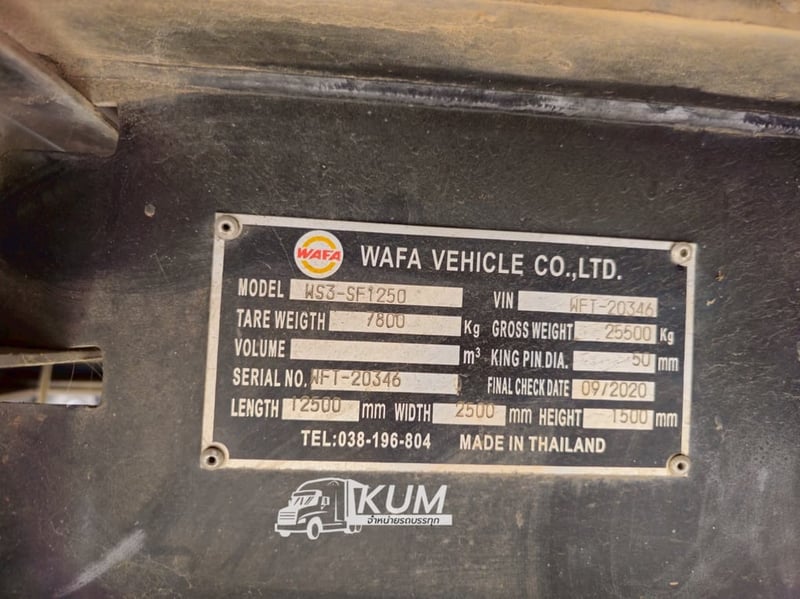 WAFA WAFA VEHICLE CO.,LTD.
MODEL WS3-SF1250 VIN WFT-20346
TARE WEIGTH 7800 Kg GROSS WEIGHT 25500 Kg
VOLUME m³ KING PIN DIA. 50 mm
SERIAL NO. WFT-20346 FINAL CHECK DATE 09/2020
LENGTH 12500 mm WIDTH 2500 mm HEIGHT 1500 mm
TEL:038-196-804 MADE IN THAILAND
KUM
จำหน่ายรถบรรทุก